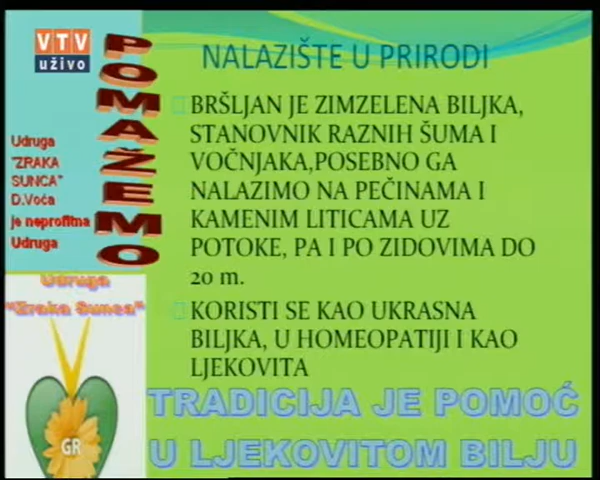 VTV
uživo
POMAŽEMO
Udruga
"ZRAKA
SUNCA"
D.Voća
je neprofitna
Udruga
Udruga
"Zraka Sunca"
GR
NALAZIŠTE U PRIRODI
BRŠLJAN JE ZIMZELENA BILJKA,
STANOVNIK RAZNIH ŠUMA I
VOĆNJAKA,POSEBNO GA
NALAZIMO NA PEČINAMA I
KAMENIM LITICAMA UZ
POTOKE, PA I PO ZIDOVIMA DO
20 m.
KORISTI SE KAO UKRASNA
BILJKA, U HOMEOPATIJI I KAO
LJEKOVITA
TRADICIJA JE POMOĆ
U LJEKOVITOM BILJU